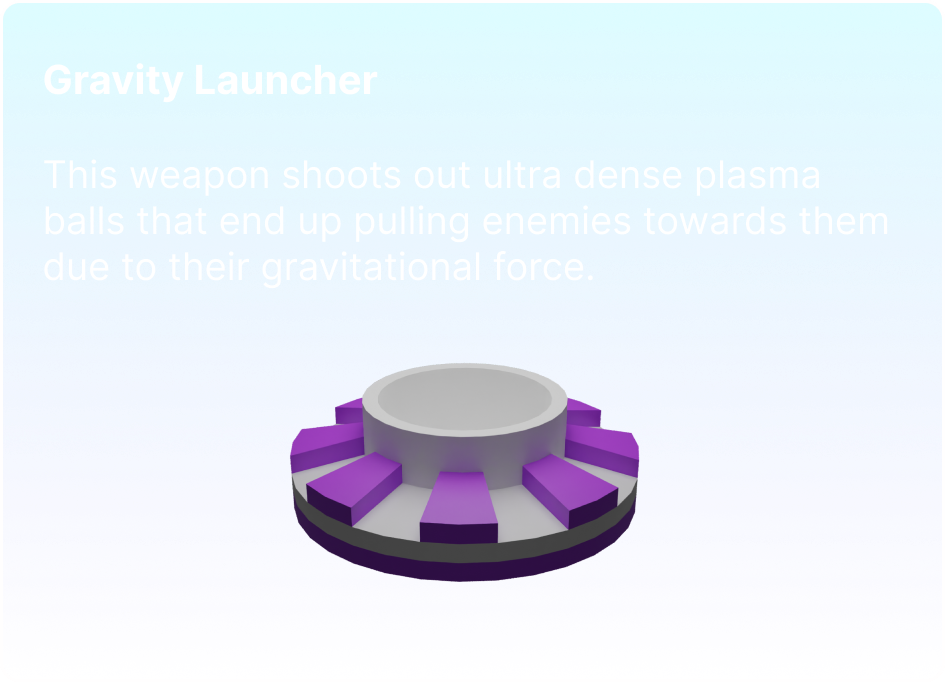 Gravity Launcher
This weapon shoots out ultra dense plasma
balls that end up pulling enemies towards them
due to their gravitational force.